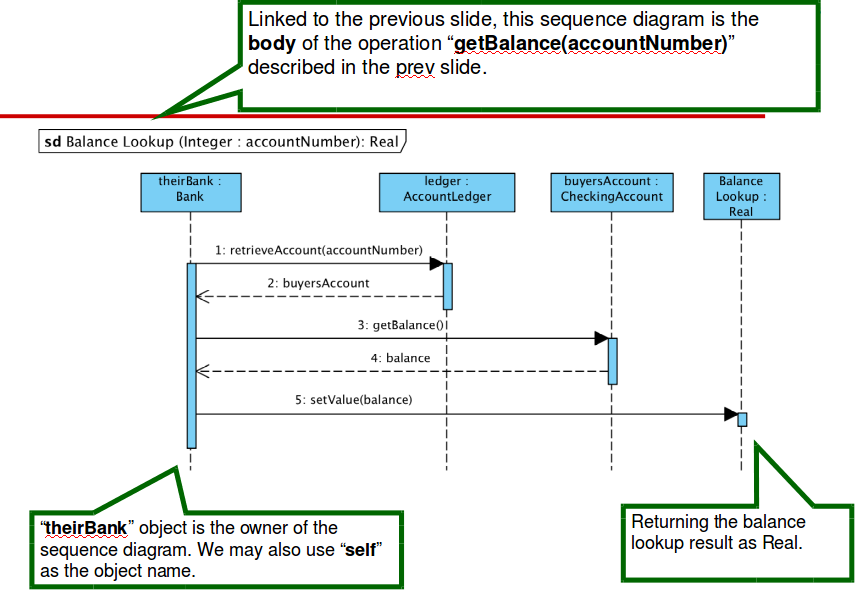 Linked to the previous slide, this sequence diagram is the
body of the operation “getBalance(accountNumber)”
described in the prev slide.
sd Balance Lookup (Integer : accountNumber): Real
theirBank :
Bank
ledger :
AccountLedger
buyersAccount :
CheckingAccount
Balance
Lookup :
Real
1: retrieveAccount(accountNumber)
2: buyersAccount
3: getBalance()
4: balance
5: setValue(balance)
“theirBank” object is the owner of the
sequence diagram. We may also use “self”
as the object name.
Returning the balance
lookup result as Real.